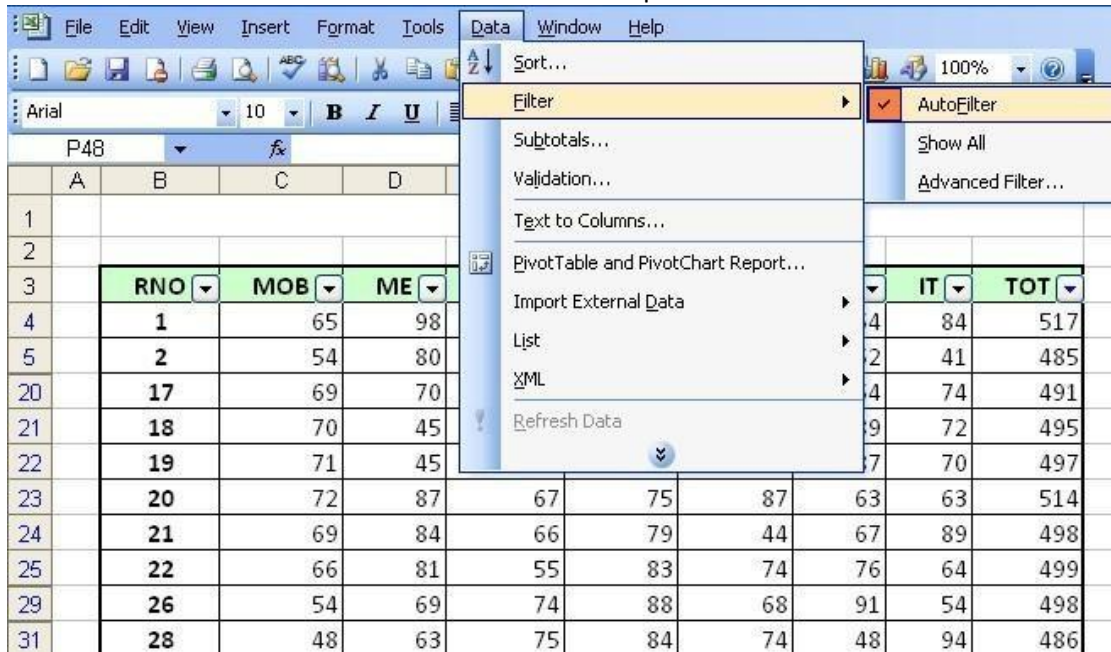 File Edit View Insert Format Tools Data Window Help
Sort...
100%
Filter
AutoFilter
Arial 10 B I U
Subtotals...
Show All
P48 fx
Validation...
Advanced Filter...
A B C D
Text to Columns...
1
2
PivotTable and PivotChart Report...
3 RNO MOB ME IT TOT
Import External Data
4 1 65 98 4 84 517
List
5 2 54 80 2 41 485
XML
20 17 69 70 4 74 491
Refresh Data
21 18 70 45 9 72 495
22 19 71 45 7 70 497
23 20 72 87 67 75 87 63 63 514
24 21 69 84 66 79 44 67 89 498
25 22 66 81 55 83 74 76 64 499
29 26 54 69 74 88 68 91 54 498
31 28 48 63 75 84 74 48 94 486